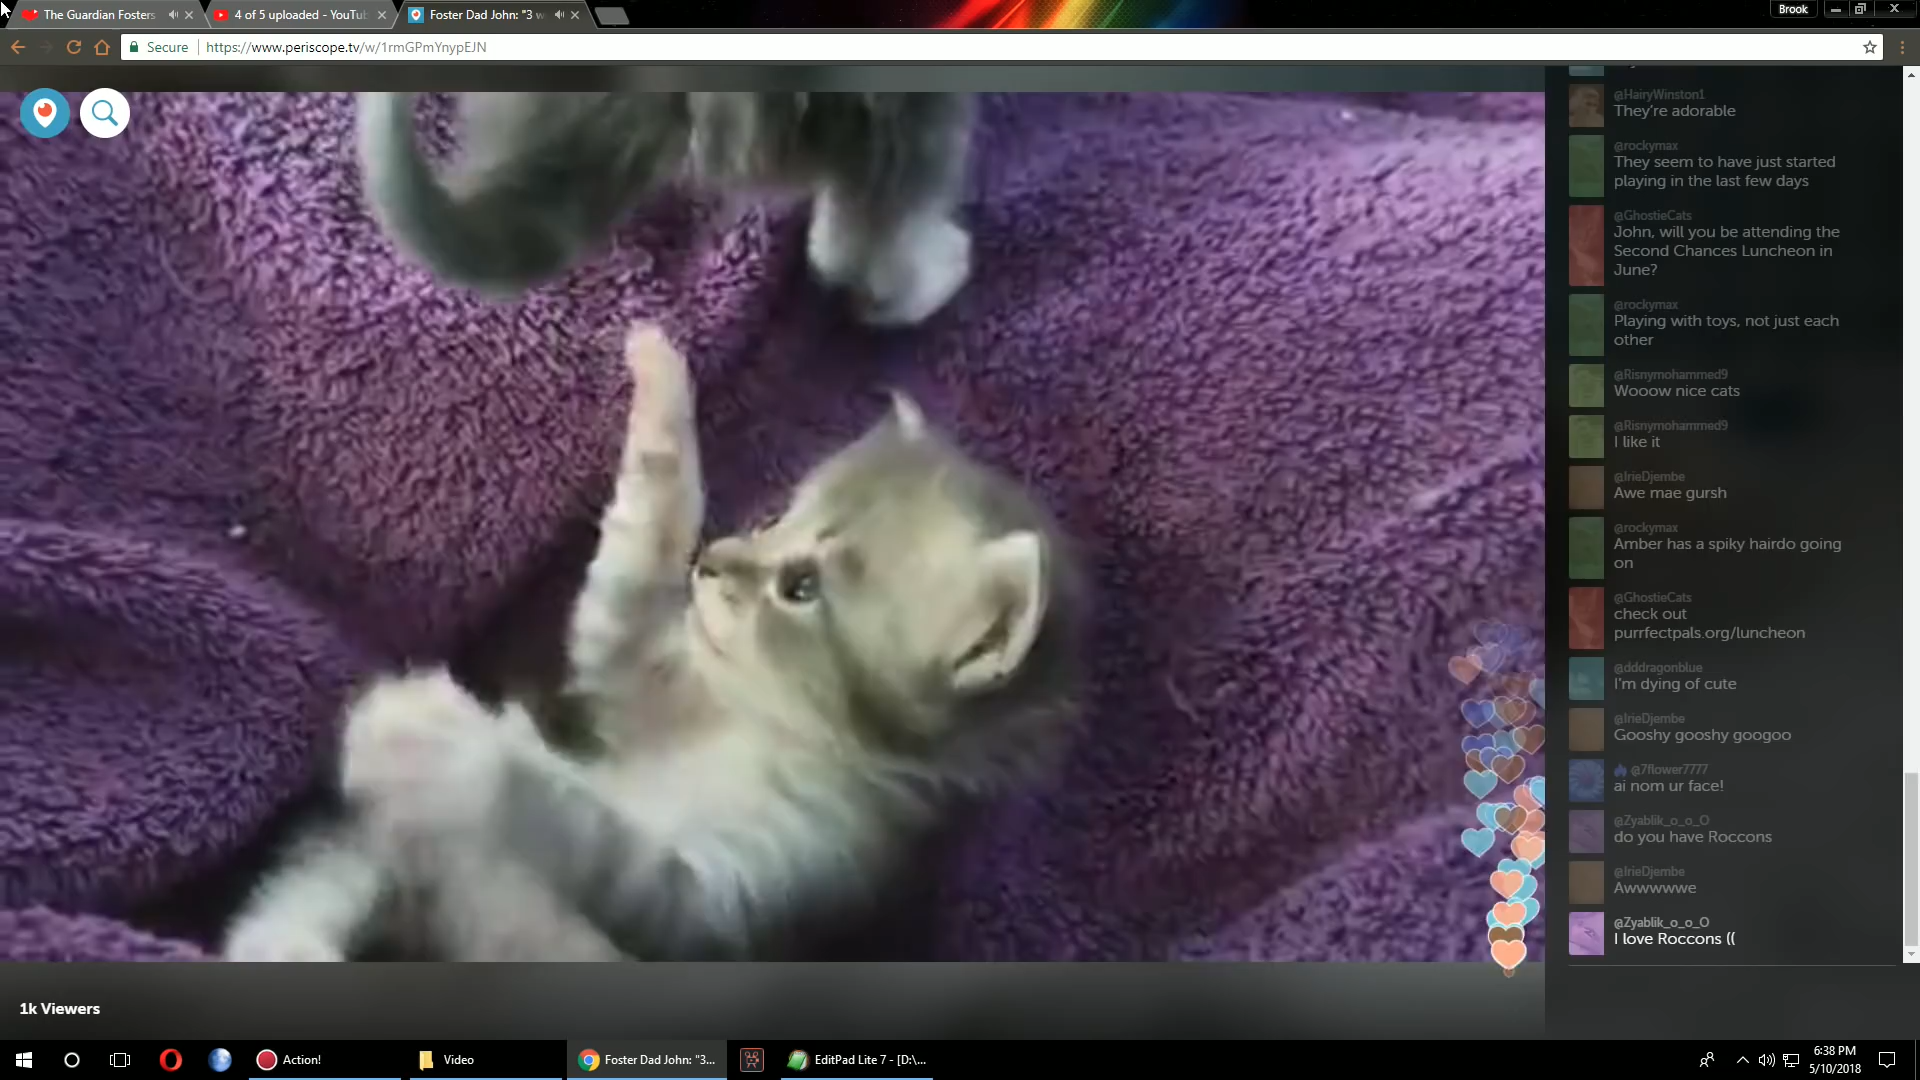 The Guardian Fosters
4 of 5 uploaded - YouTu
Foster Dad John: "3 w
Brook
Secure
https://www.periscope.tv/w/1rmGPmYnypEJN
@HairyWinston1
They're adorable
@rockymax
They seem to have just started
playing in the last few days
@GhostieCats
John, will you be attending the
Second Chances Luncheon in
June?
@rockymax
Playing with toys, not just each
other
@Risnymohammed9
Wooow nice cats
@Risnymohammed9
I like it
@IrieDjembe
Awe mae gursh
@rockymax
Amber has a spiky hairdo going
on
@GhostieCats
check out
purrfectpals.org/luncheon
@dddragonblue
I'm dying of cute
@IrieDjembe
Gooshy gooshy googoo
@7flower7777
ai nom ur face!
@Zyablik_o_o_O
do you have Roccons
@IrieDjembe
Awwwwwe
@Zyablik_o_o_O
I love Roccons ((
1k Viewers
Action!
Video
Foster Dad John: "3...
EditPad Lite 7 - [D:\...
6:38 PM
5/10/2018